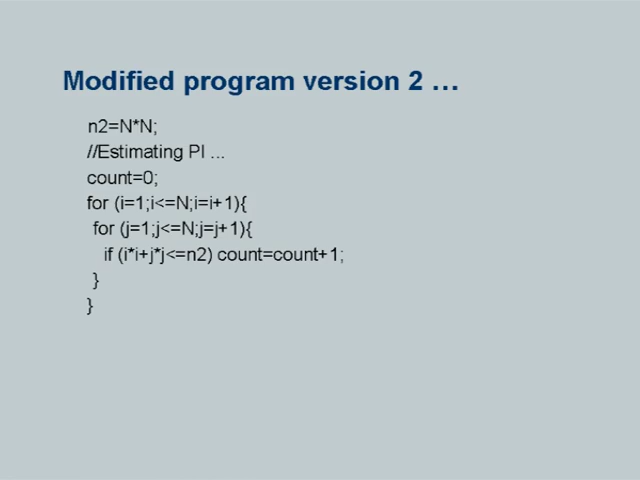 Modified program version 2 ...
n2=N*N;
//Estimating PI ...
count=0;
for (i=1;i<=N;i=i+1){
for (j=1;j<=N;j=j+1){
if (i*i+j*j<=n2) count=count+1;
}
}